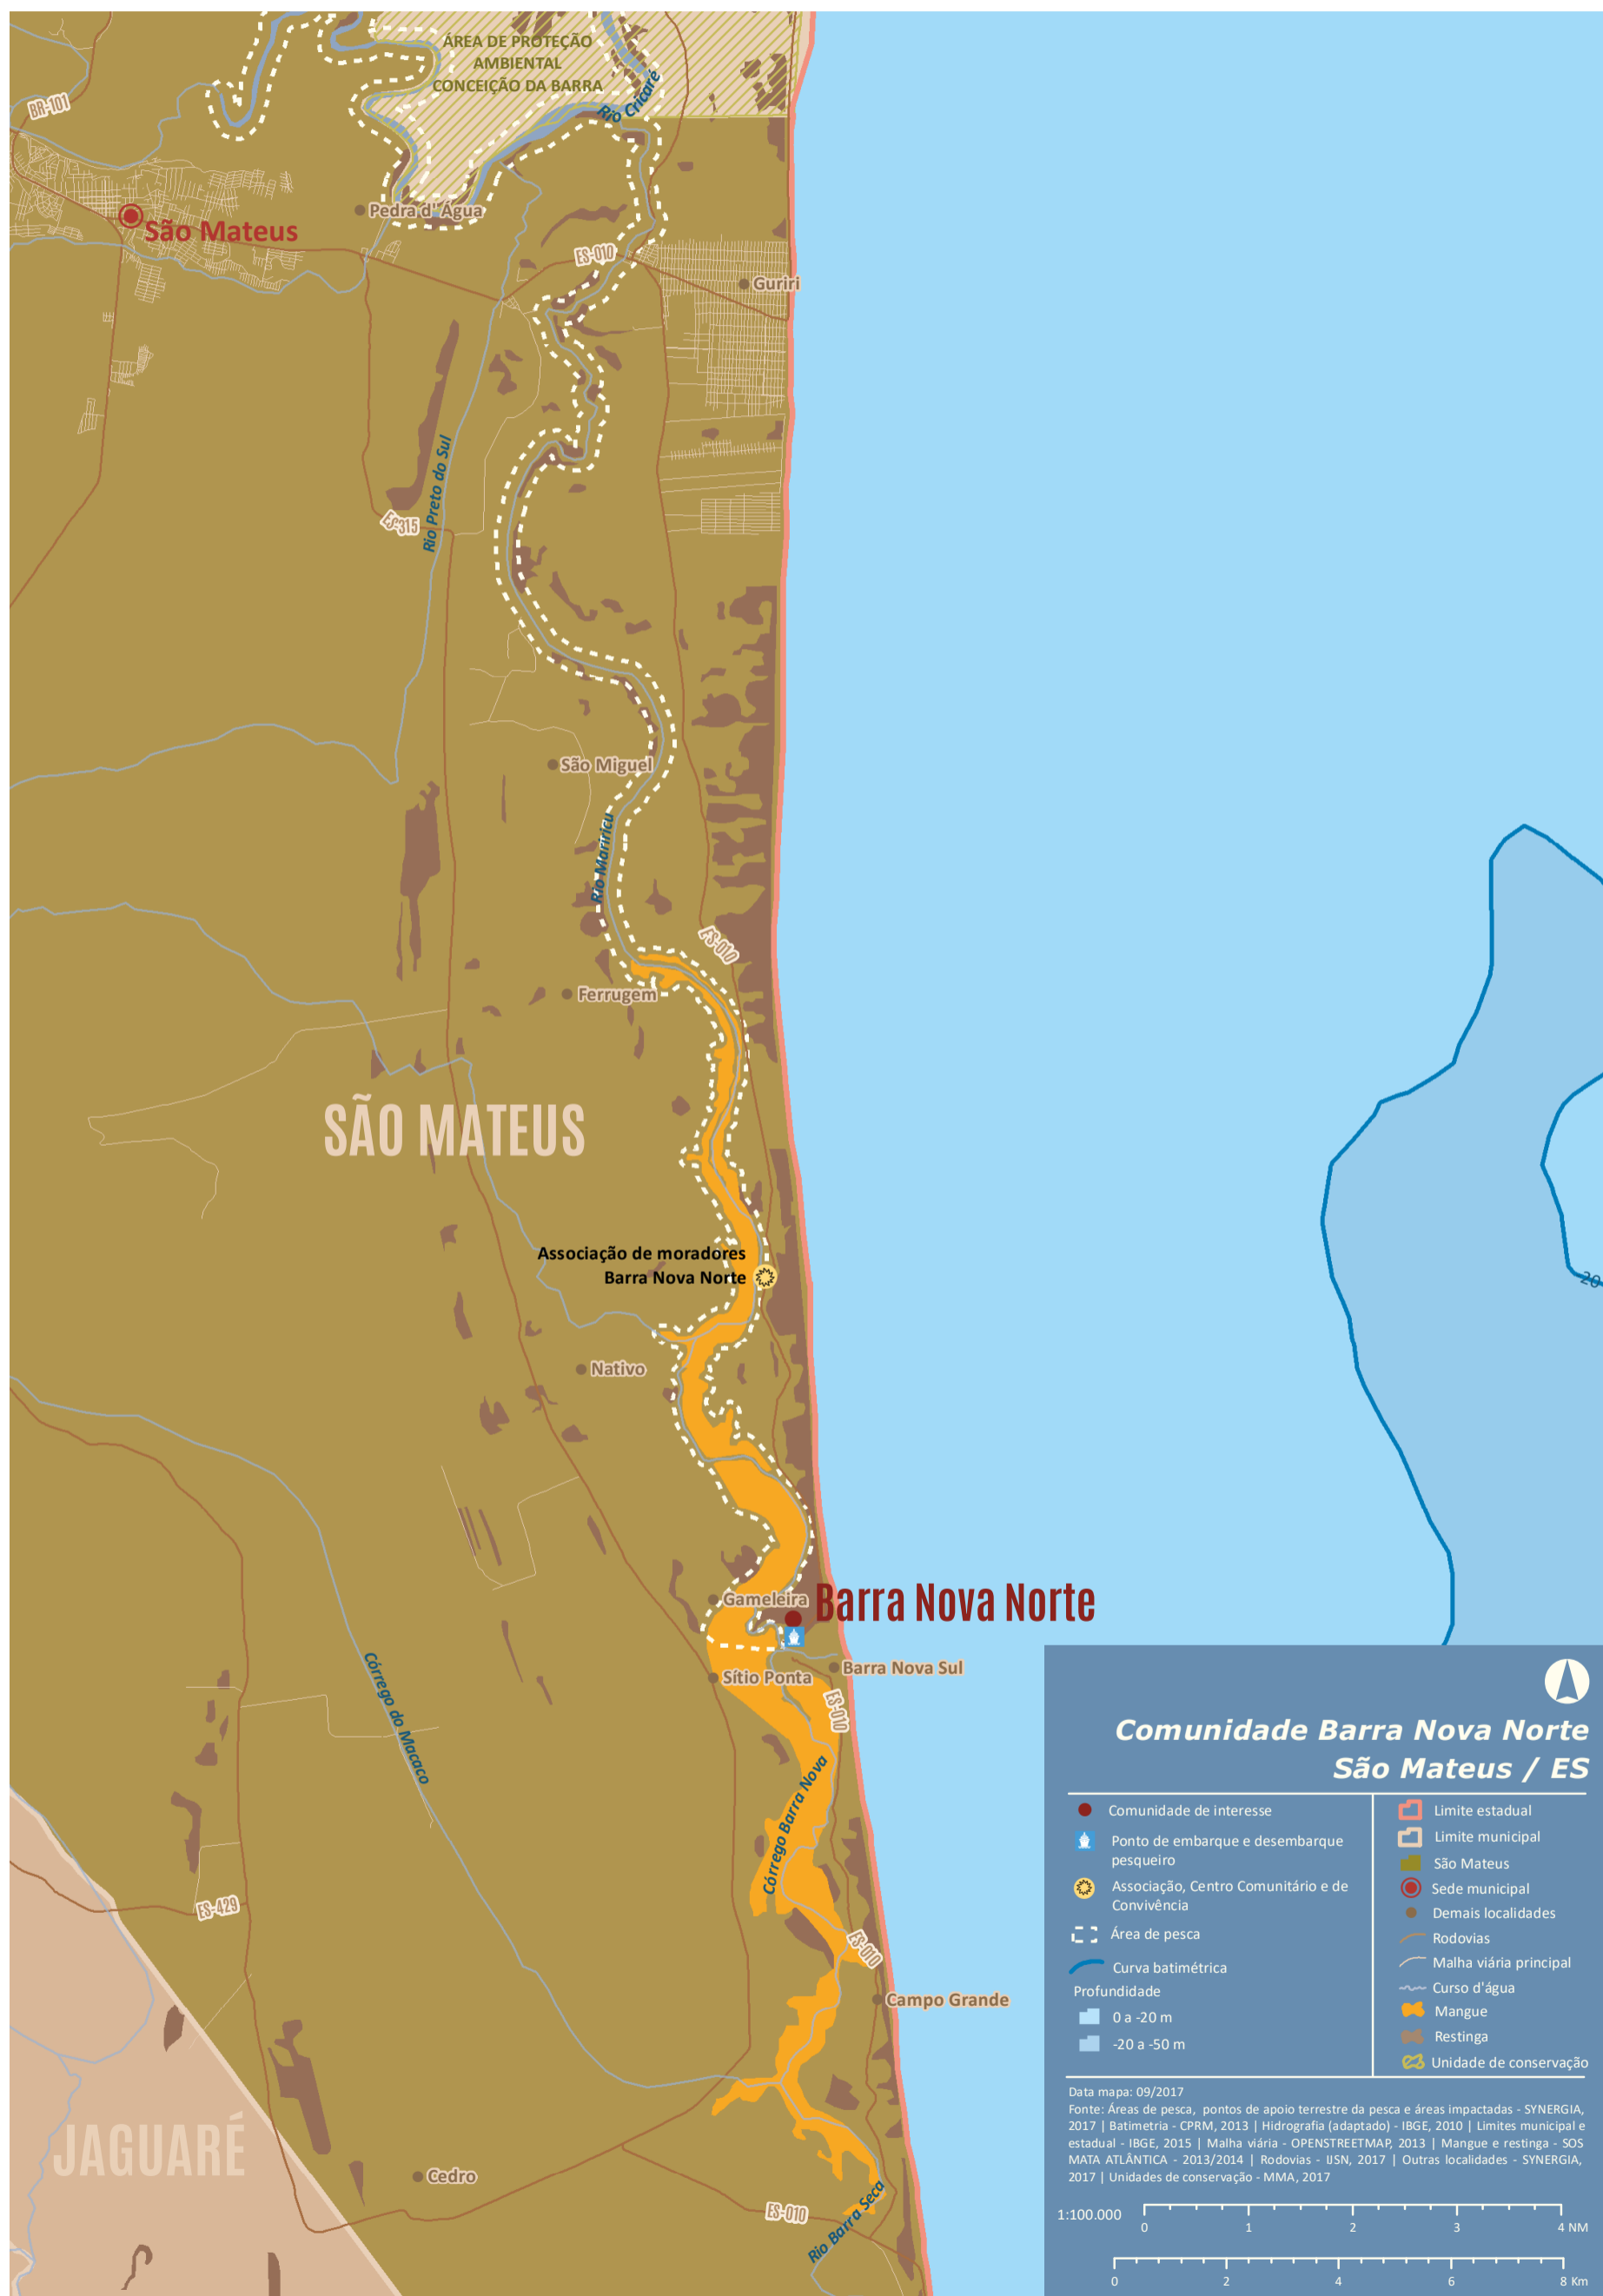 ÁREA DE PROTEÇÃO
AMBIENTAL
CONCEIÇÃO DA BARRA
Rio Cricaré
BR-101
Pedra d' Água
São Mateus
ES-010
Guriri
Rio Preto do Sul
ES-315
São Miguel
Rio Mariricu
ES-010
Ferrugem
SÃO MATEUS
Associação de moradores
Barra Nova Norte
20
Nativo
Gameleira
Barra Nova Norte
Barra Nova Sul
Sítio Ponta
ES-010
Córrego do Macaco
Córrego Barra Nova
ES-429
ES-010
Campo Grande
JAGUARÉ
Cedro
ES-010
Rio Barra Seca
Comunidade Barra Nova Norte
São Mateus / ES
Comunidade de interesse
Ponto de embarque e desembarque
pesqueiro
Associação, Centro Comunitário e de
Convivência
Área de pesca
Curva batimétrica
Profundidade
0 a -20 m
-20 a -50 m
Limite estadual
Limite municipal
São Mateus
Sede municipal
Demais localidades
Rodovias
Malha viária principal
Curso d'água
Mangue
Restinga
Unidade de conservação
Data mapa: 09/2017
Fonte: Áreas de pesca, pontos de apoio terrestre da pesca e áreas impactadas - SYNERGIA,
2017 | Batimetria - CPRM, 2013 | Hidrografia (adaptado) - IBGE, 2010 | Limites municipal e
estadual - IBGE, 2015 | Malha viária - OPENSTREETMAP, 2013 | Mangue e restinga - SOS
MATA ATLÂNTICA - 2013/2014 | Rodovias - IJSN, 2017 | Outras localidades - SYNERGIA,
2017 | Unidades de conservação - MMA, 2017
1:100.000
0 1 2 3 4 NM
0 2 4 6 8 Km